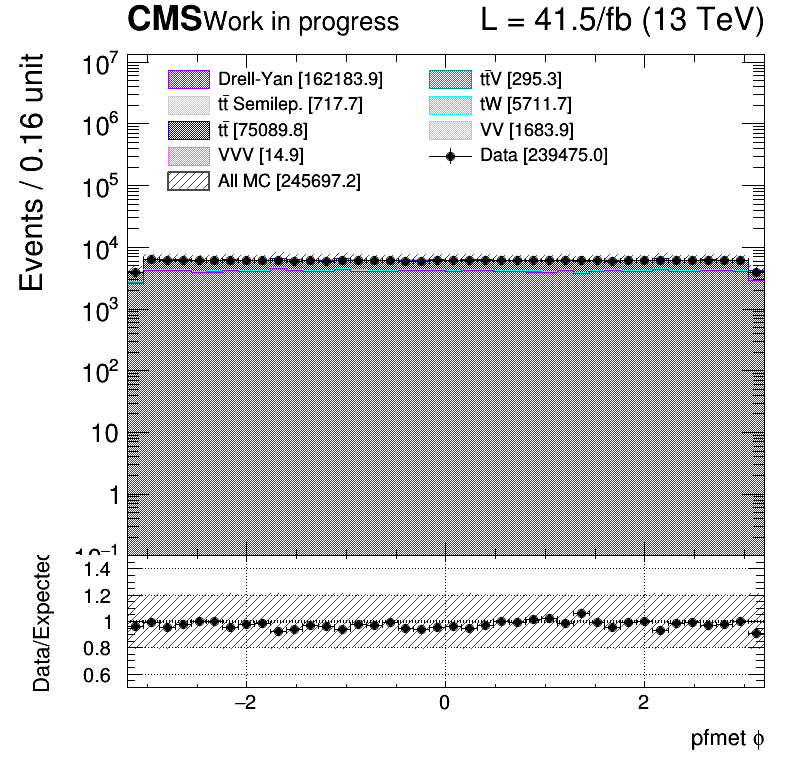 CMS Work in progress L = 41.5/fb (13 TeV)
Events / 0.16 unit
10⁷
10⁶
10⁵
10⁴
10³
10²
10
1
10⁻¹
Drell-Yan [162183.9]
tt̄ Semilep. [717.7]
tt̄ [75089.8]
VVV [14.9]
All MC [245697.2]
tt̄V [295.3]
tW [5711.7]
VV [1683.9]
Data [239475.0]
Data/Expected
1.4
1.2
1
0.8
0.6
−2 0 2
pfmet ϕ